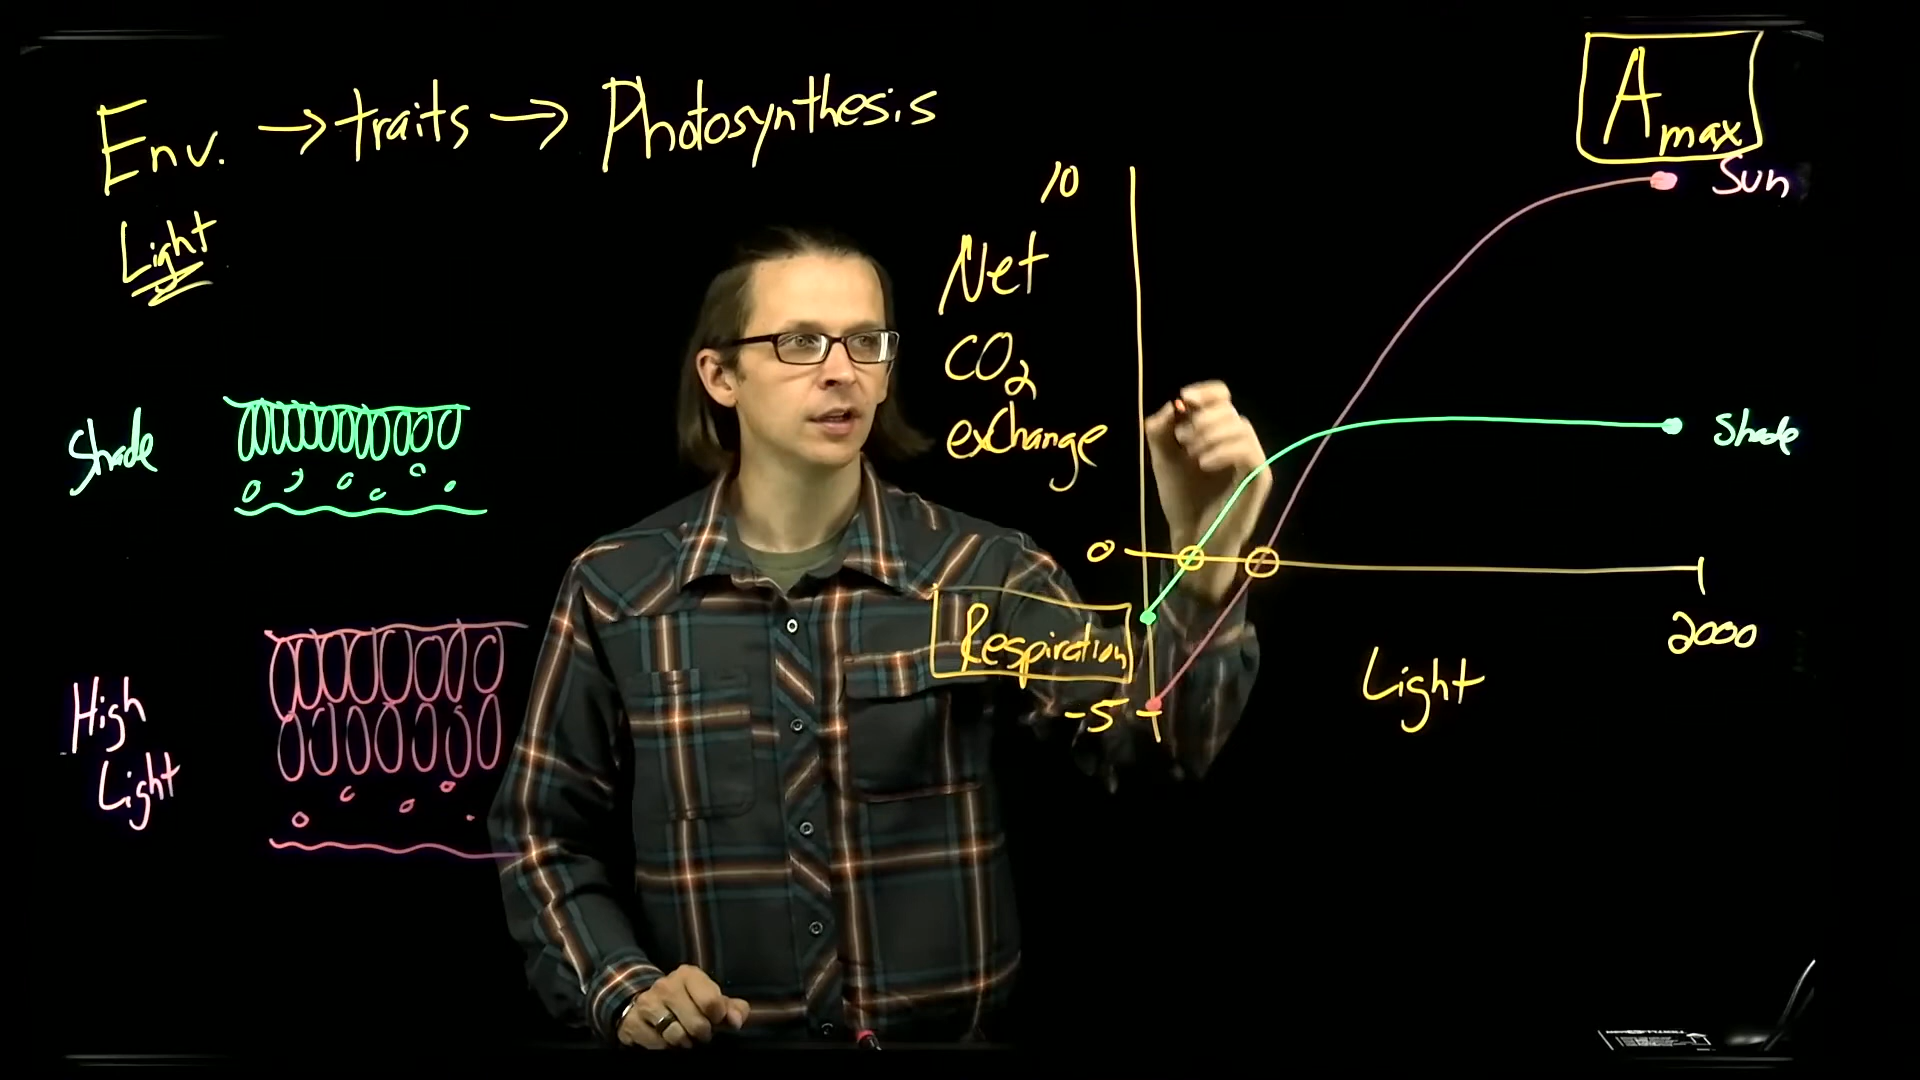 Env. → traits → Photosynthesis
Light
Shade
High
Light
Amax
10
Net
CO2
exchange
0
Respiration
-5
Sun
Shade
2000
Light